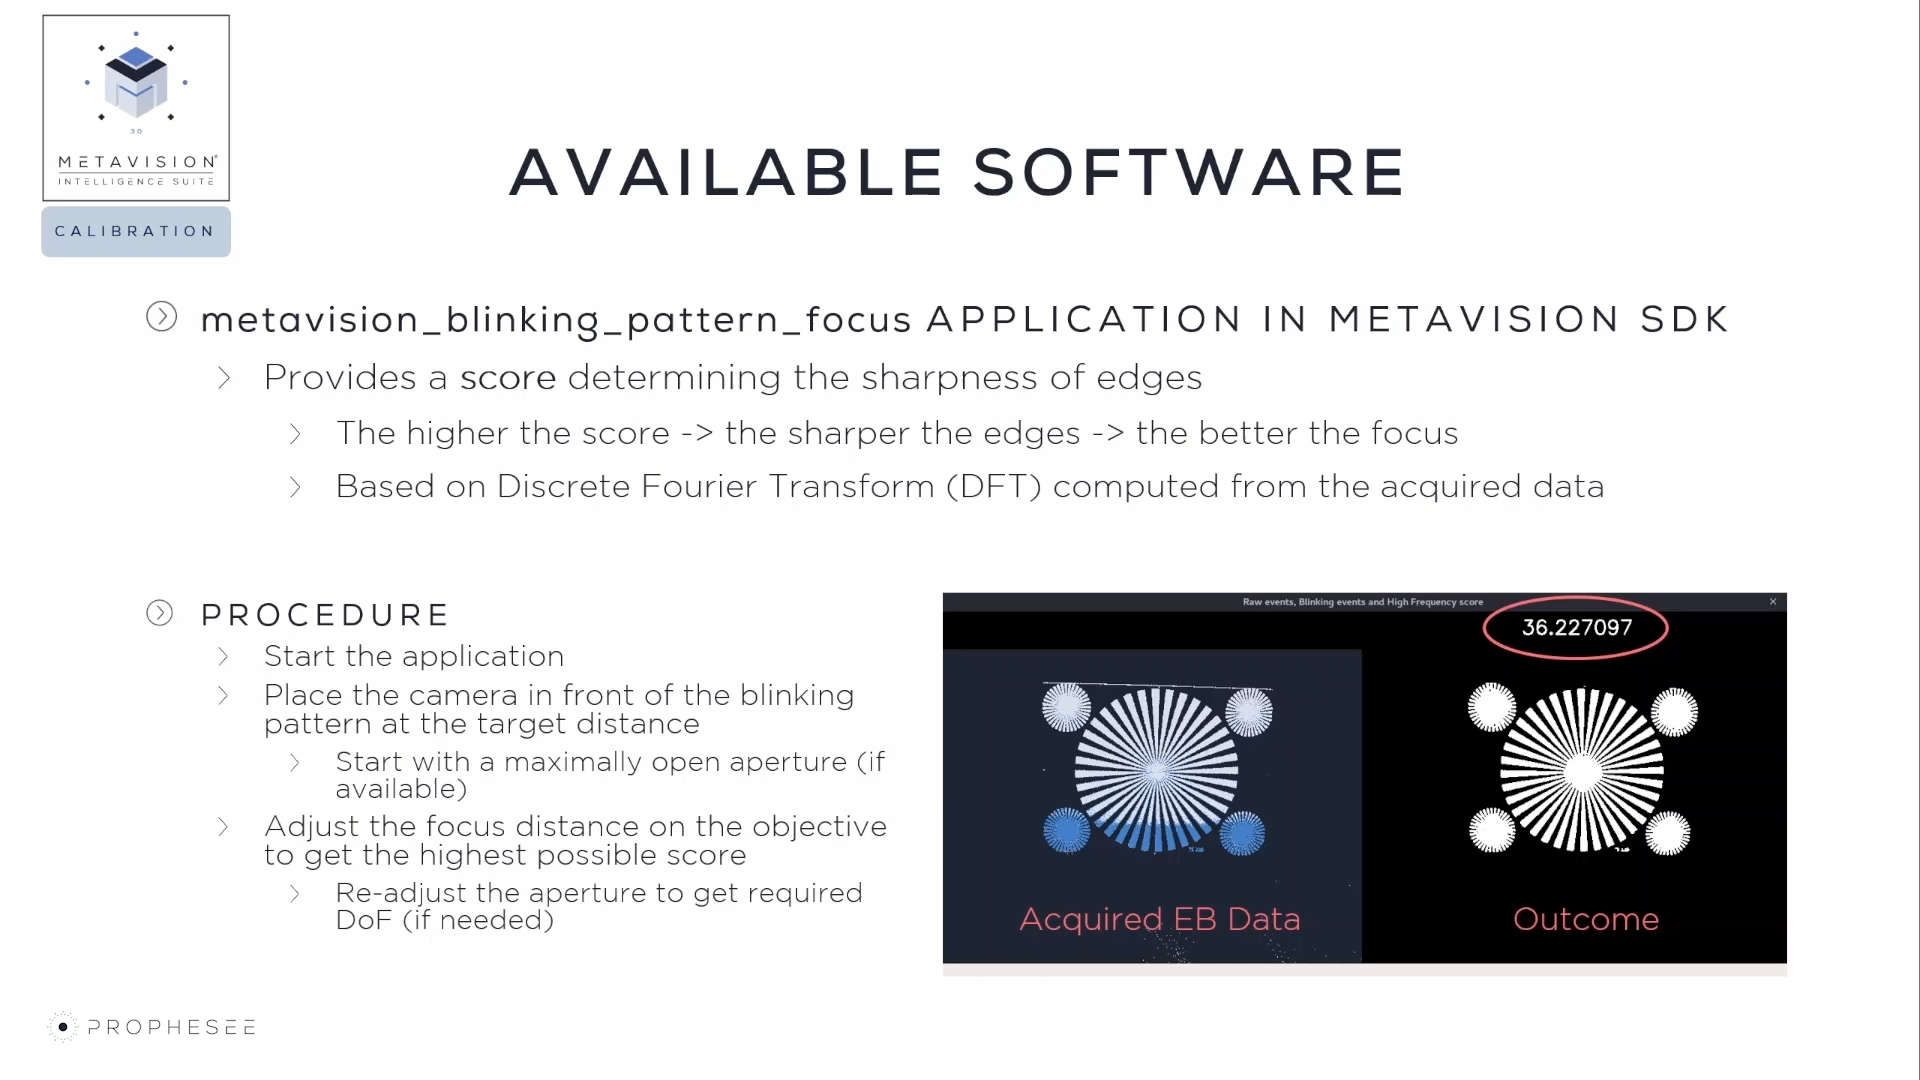 3.0
METAVISION®
INTELLIGENCE SUITE
CALIBRATION
AVAILABLE SOFTWARE
metavision_blinking_pattern_focus APPLICATION IN METAVISION SDK
Provides a score determining the sharpness of edges
The higher the score -> the sharper the edges -> the better the focus
Based on Discrete Fourier Transform (DFT) computed from the acquired data
PROCEDURE
Start the application
Place the camera in front of the blinking
pattern at the target distance
Start with a maximally open aperture (if
available)
Adjust the focus distance on the objective
to get the highest possible score
Re-adjust the aperture to get required
DoF (if needed)
Raw events, Blinking events and High Frequency score
36.227097
Acquired EB Data
Outcome
PROPHESEE